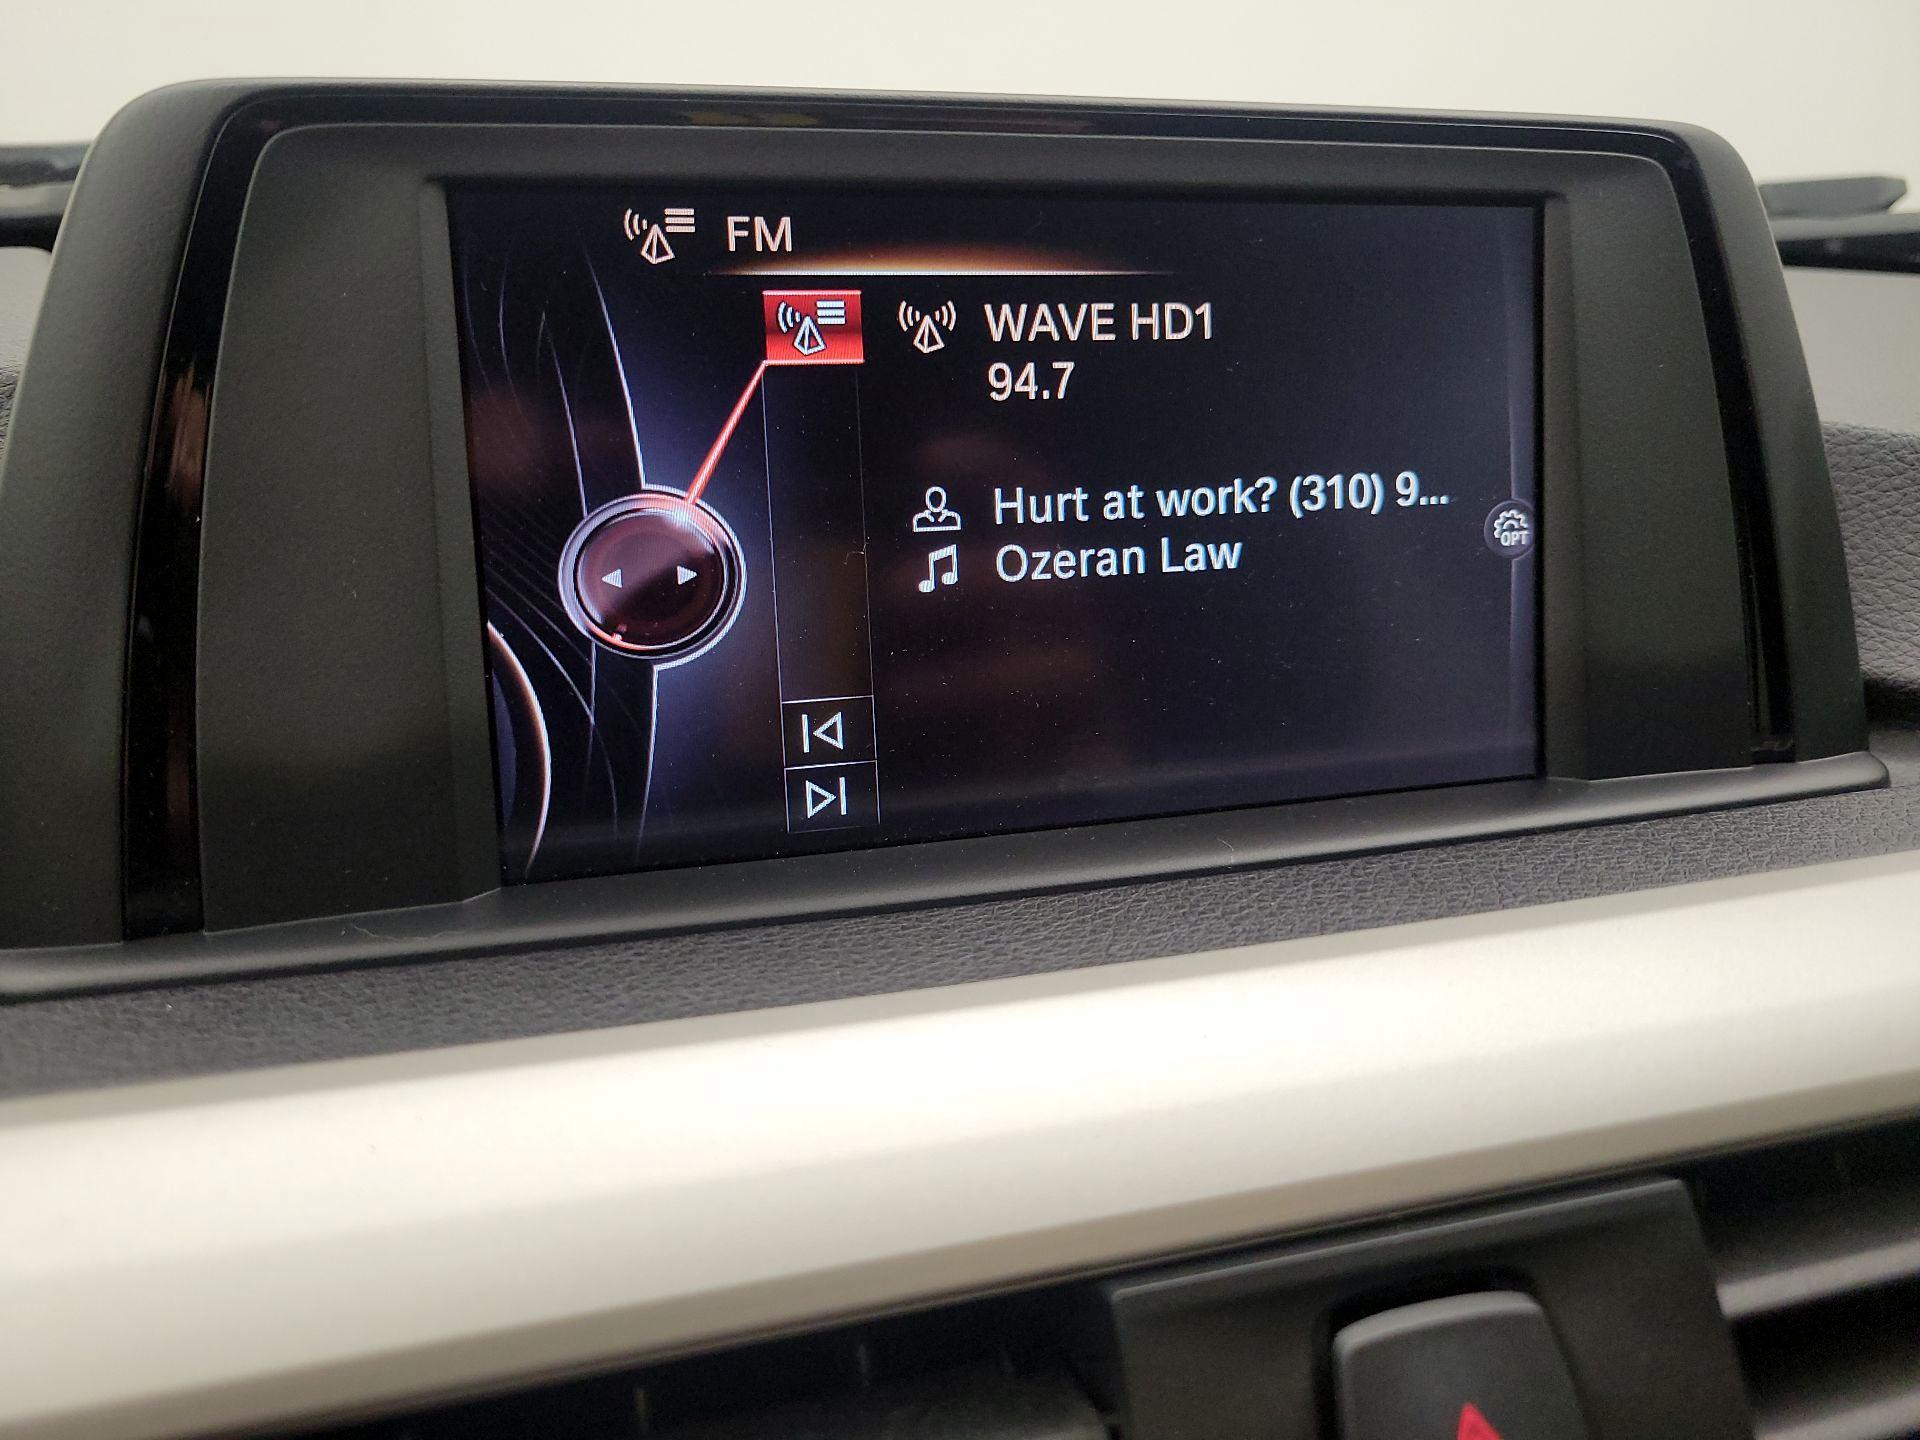 FM
WAVE HD1
94.7
Hurt at work? (310) 9...
Ozeran Law
OPT